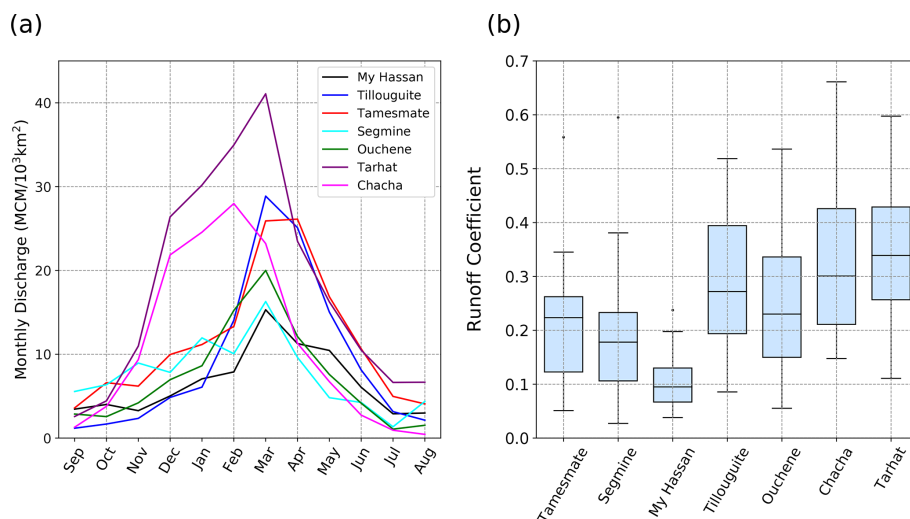 (a)
(b)
Monthly Discharge (MCM/10³km²)
40
30
20
10
0
My Hassan
Tillouguite
Tamesmate
Segmine
Ouchene
Tarhat
Chacha
Sep
Oct
Nov
Dec
Jan
Feb
Mar
Apr
May
Jun
Jul
Aug
Runoff Coefficient
0.7
0.6
0.5
0.4
0.3
0.2
0.1
0.0
Tamesmate
Segmine
My Hassan
Tillouguite
Ouchene
Chacha
Tarhat